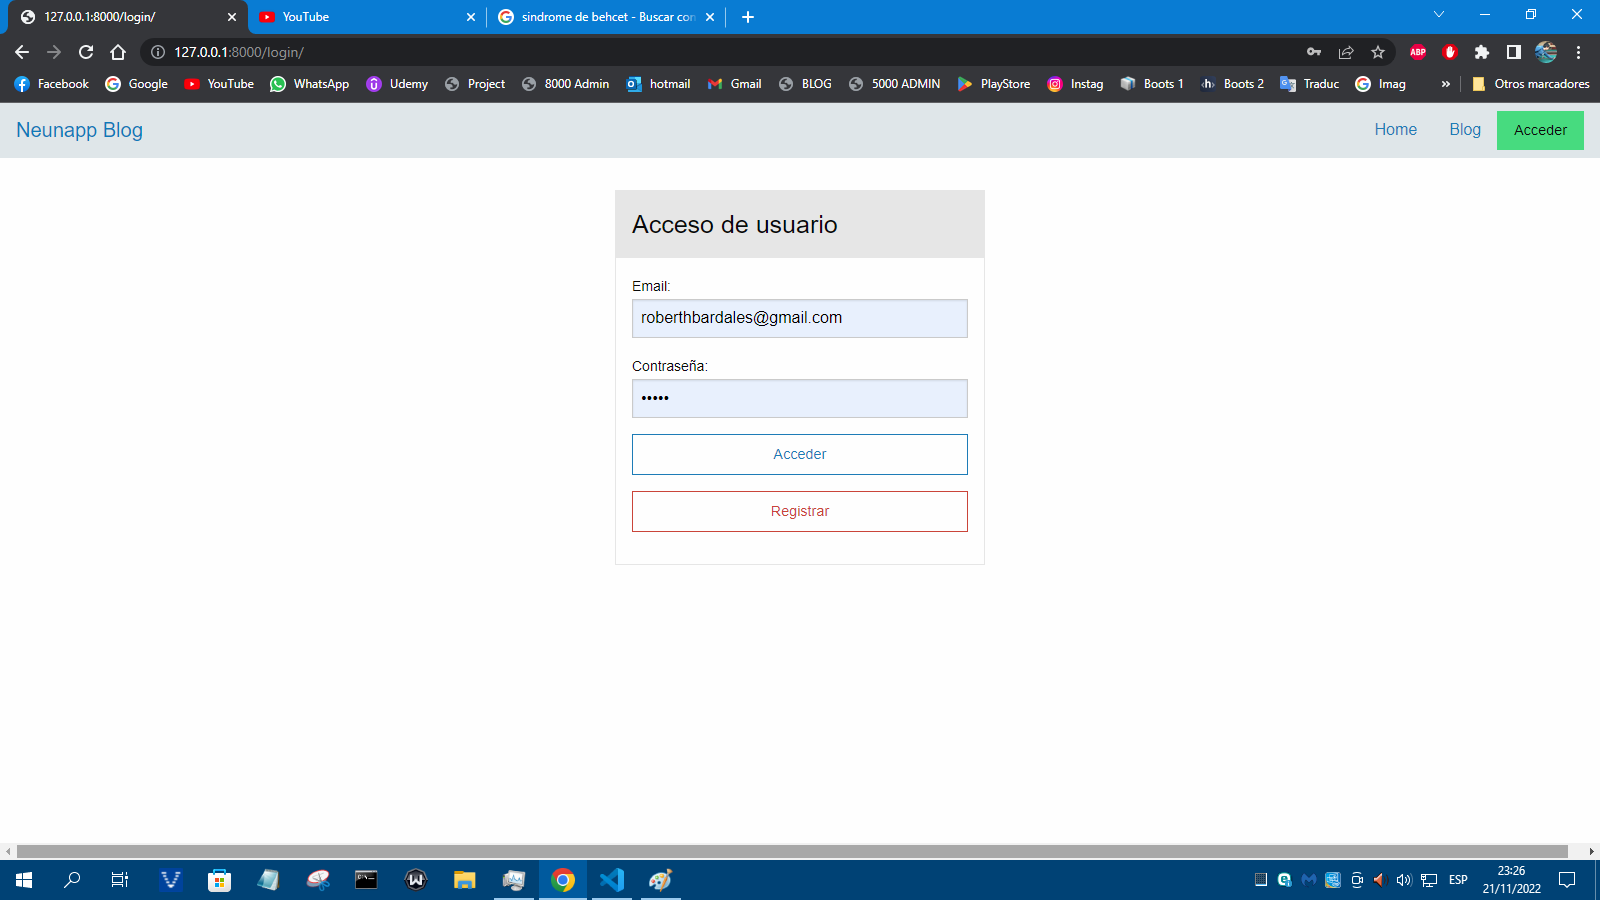 127.0.0.1:8000/login/
YouTube
sindrome de behcet - Buscar con
127.0.0.1:8000/login/
ABP
Facebook
Google
YouTube
WhatsApp
Udemy
Project
8000 Admin
hotmail
Gmail
BLOG
5000 ADMIN
PlayStore
Instag
Boots 1
Boots 2
Traduc
Imag
»
Otros marcadores
Neunapp Blog
Home
Blog
Acceder
Acceso de usuario
Email:
roberthbardales@gmail.com
Contraseña:
•••••
Acceder
Registrar
ESP
23:26
21/11/2022